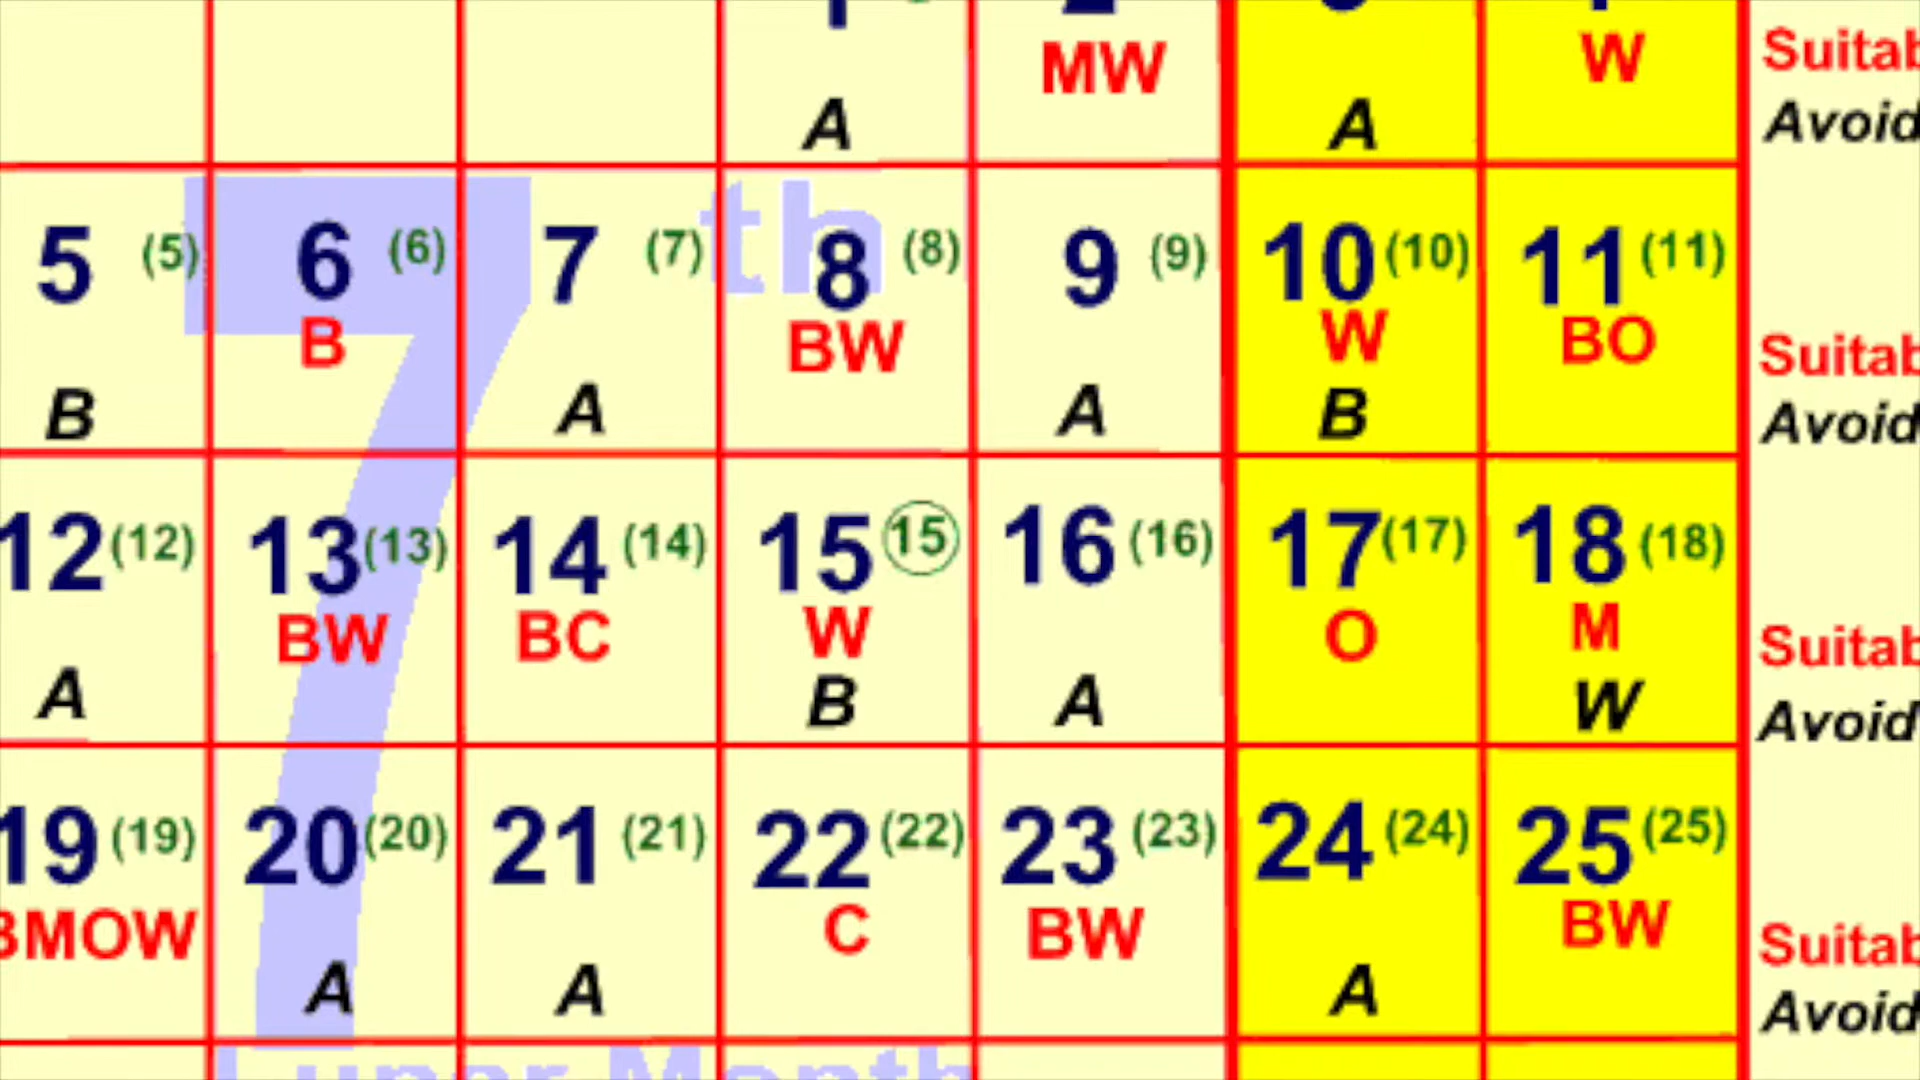 MW W Suitab
A A Avoid
7th
5 (5) 6 (6) 7 (7) 8 (8) 9 (9) 10 (10) 11 (11)
B BW W BO Suitab
B A A B Avoid
12 (12) 13 (13) 14 (14) 15 15 16 (16) 17 (17) 18 (18)
BW BC W O M Suitab
A B A W Avoid
19 (19) 20 (20) 21 (21) 22 (22) 23 (23) 24 (24) 25 (25)
BMOW C BW BW Suitab
A A A Avoid
Lunar Month